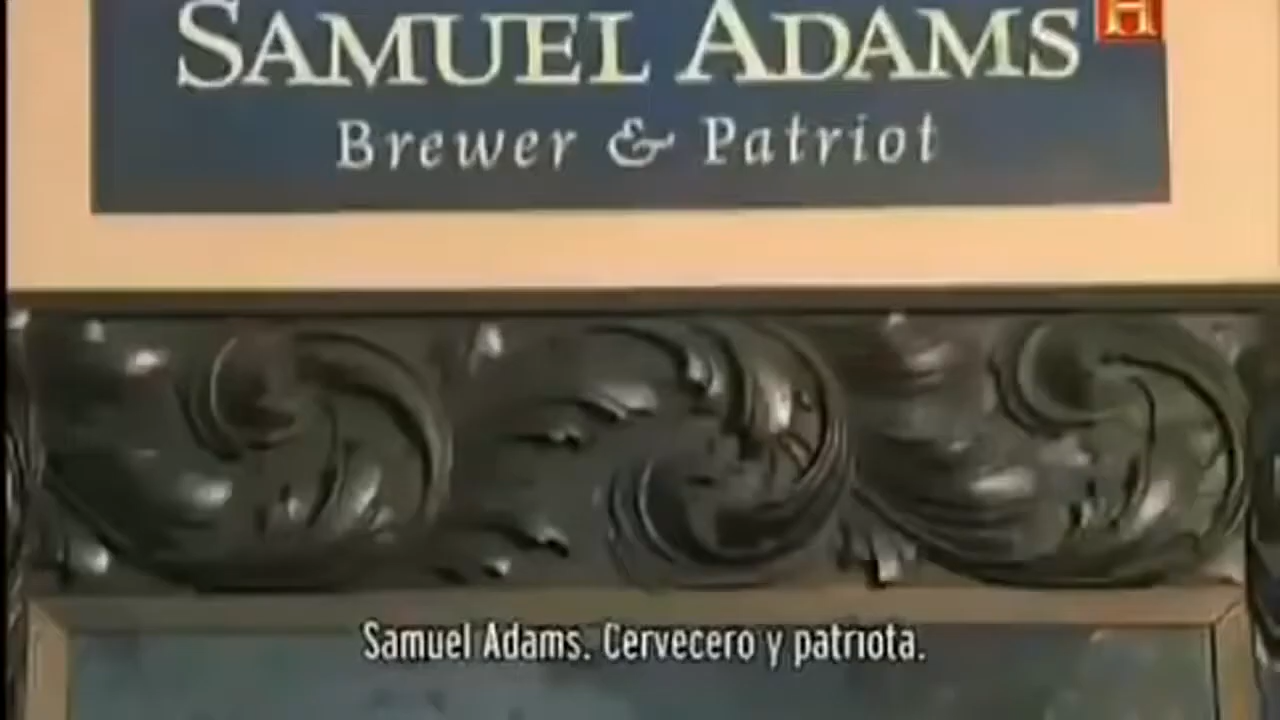 SAMUEL ADAMS
H
Brewer & Patriot
Samuel Adams. Cervecero y patriota.